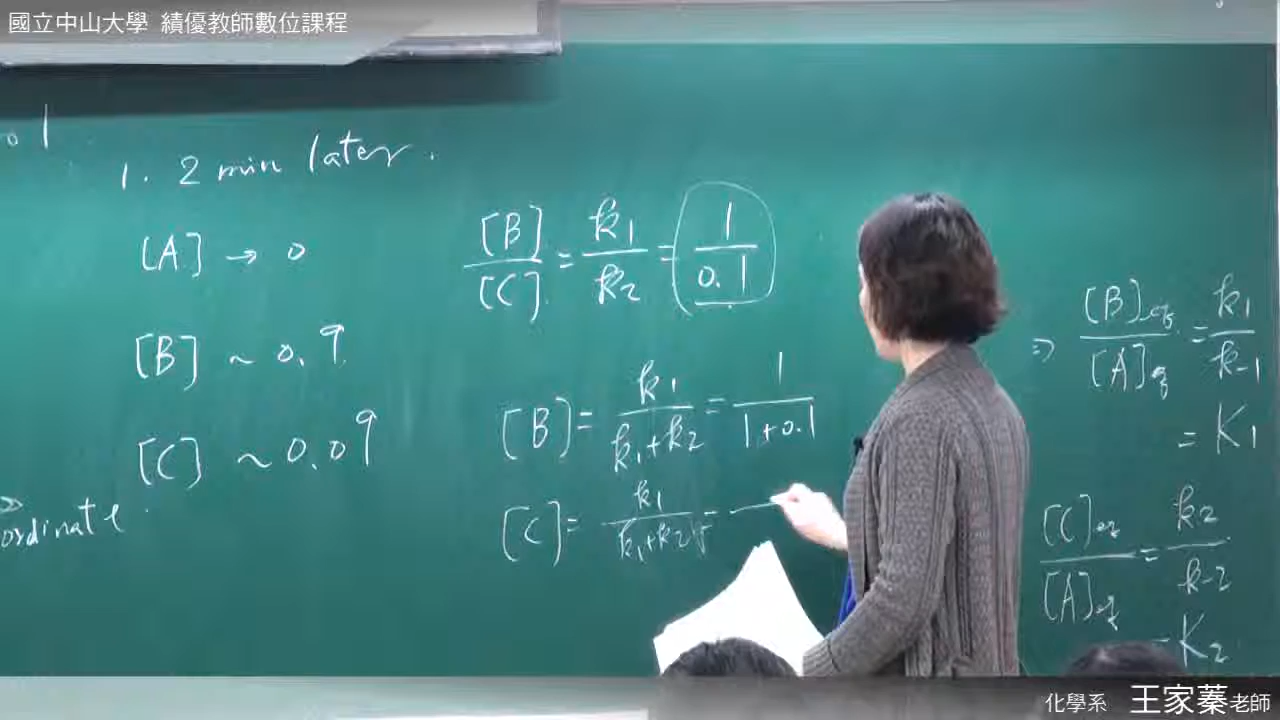 國立中山大學 績優教師數位課程
1. 2 min later.
[A] → 0
[B] ~ 0.9
[C] ~ 0.09
ordinate.
[B]/[C] = k1/k2 = 1/0.1
[B] = k1/(k1+k2) = 1/(1+0.1)
[C] = k1/(k1+k2) =
⇒ [B]eq/[A]eq = k1/k-1
= K1
[C]eq/[A]eq = k2/k-2
= K2
化學系 王家蓁老師